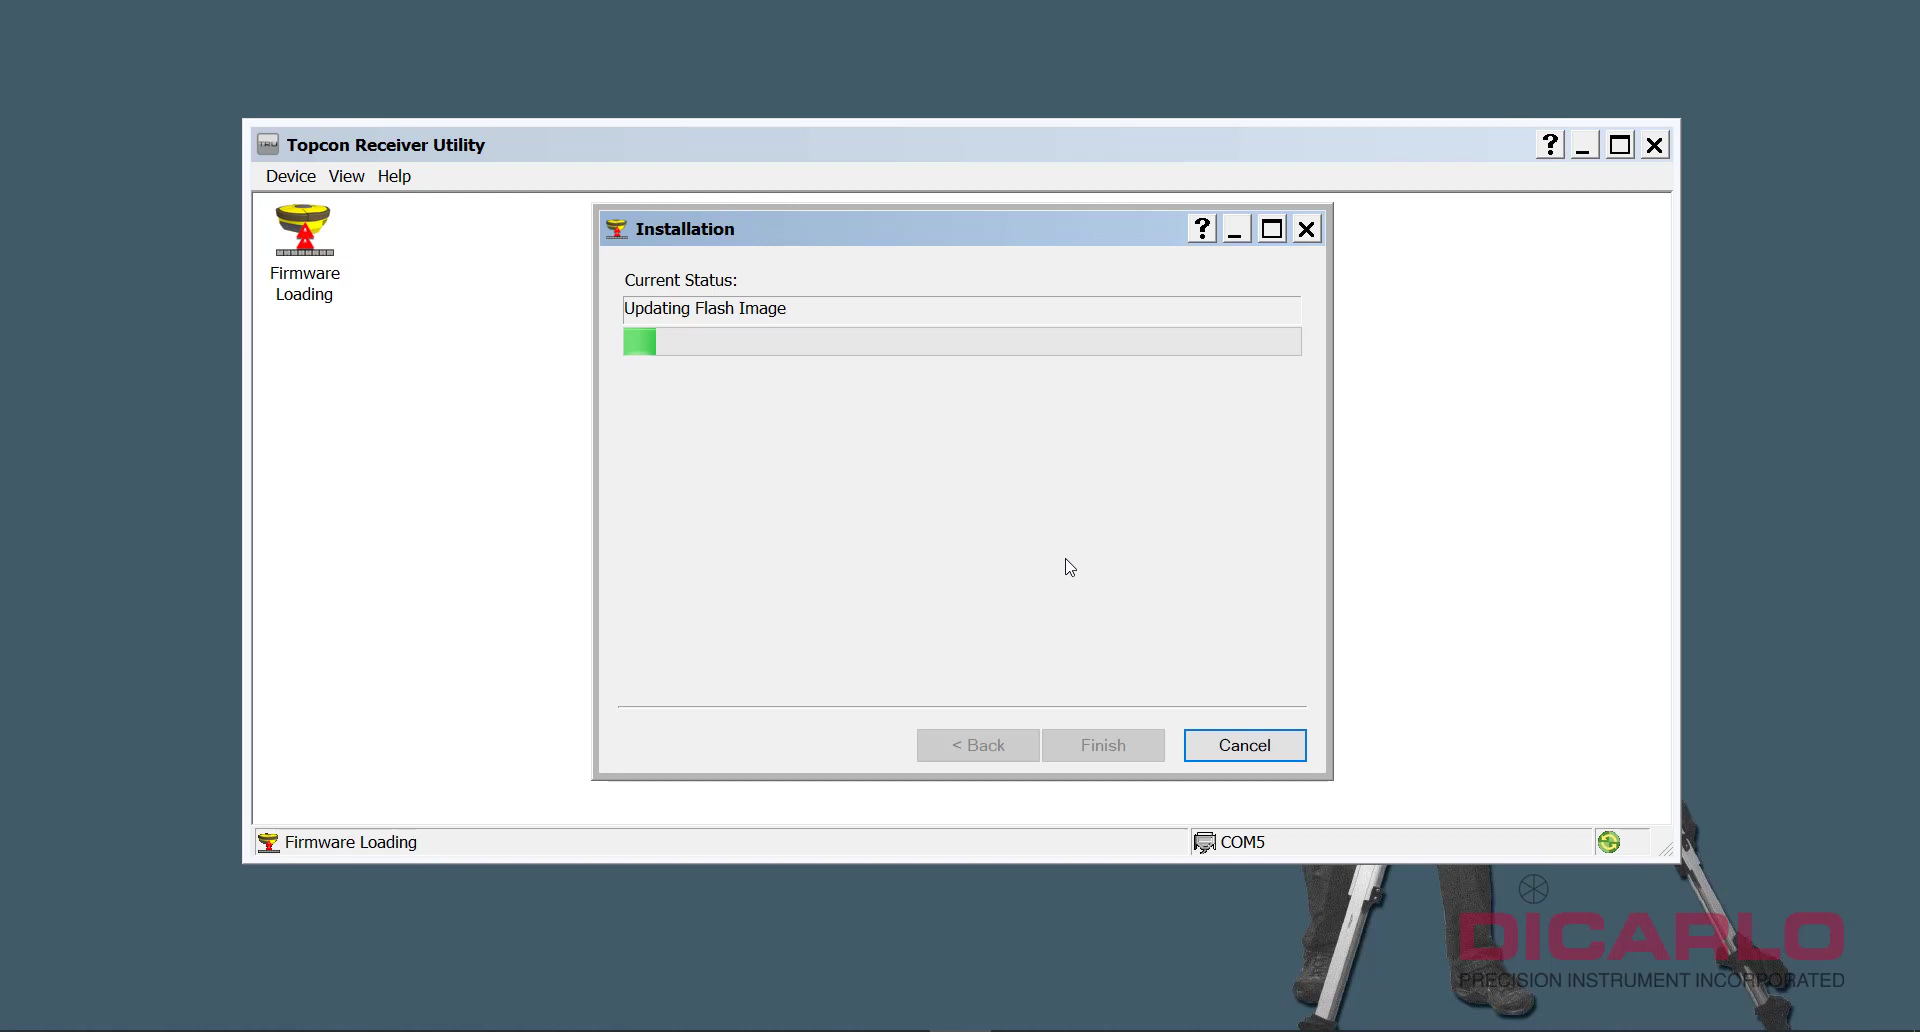 TRU Topcon Receiver Utility
Device View Help
Firmware
Loading
Installation
Current Status:
Updating Flash Image
< Back Finish Cancel
Firmware Loading COM5
DICARLO
PRECISION INSTRUMENT INCORPORATED